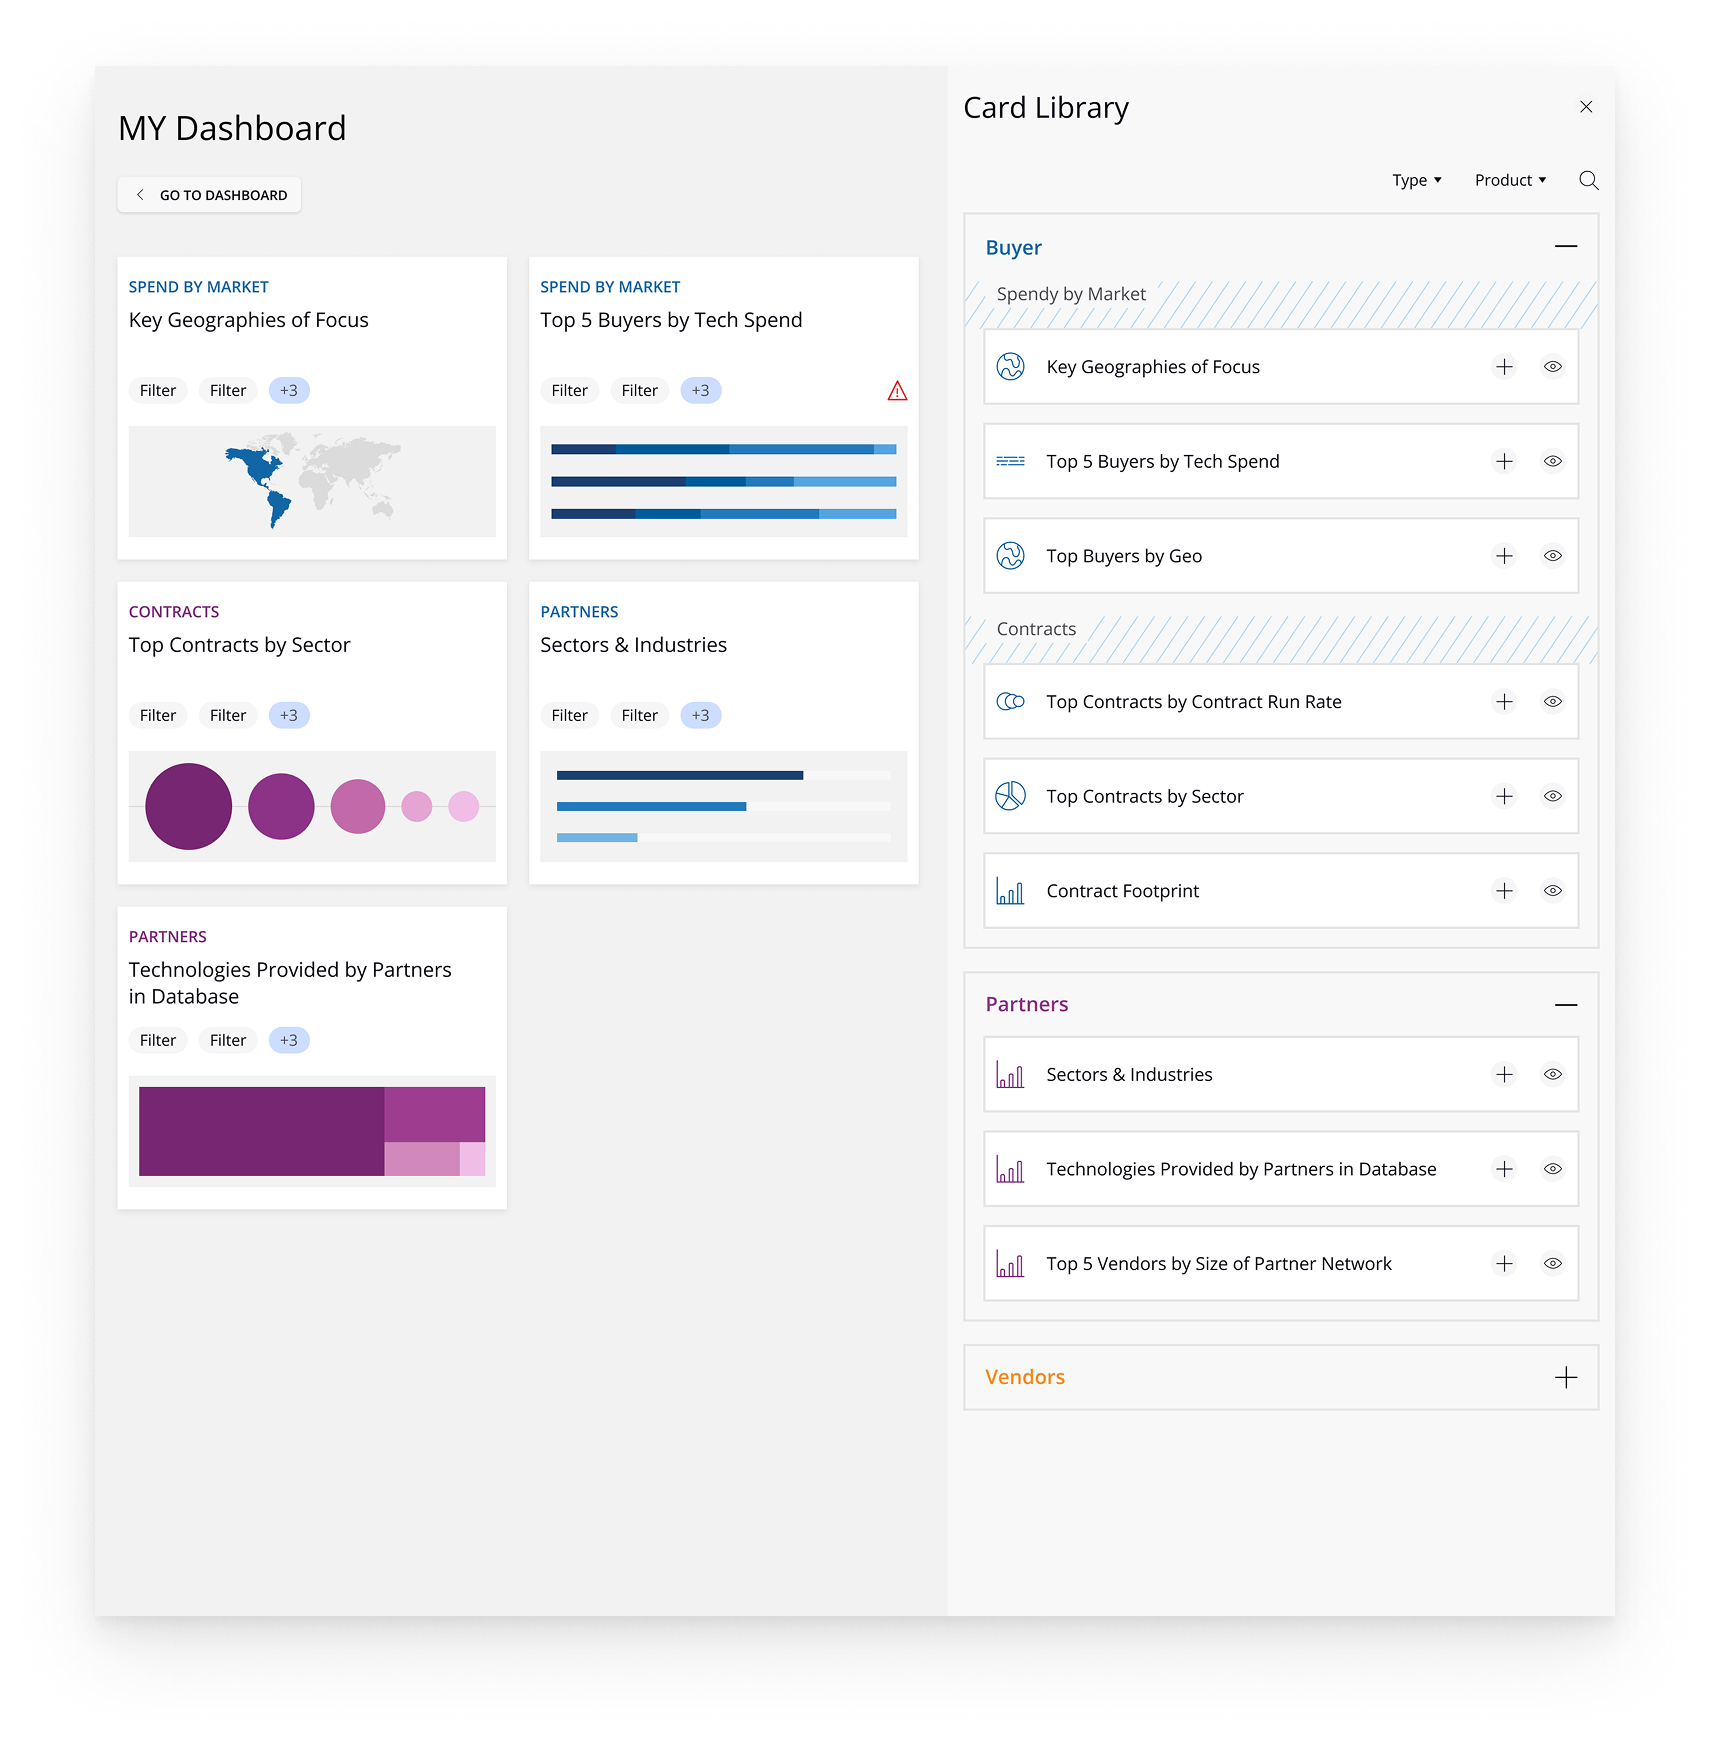 MY Dashboard
GO TO DASHBOARD
SPEND BY MARKET
Key Geographies of Focus
Filter Filter +3
SPEND BY MARKET
Top 5 Buyers by Tech Spend
Filter Filter +3
CONTRACTS
Top Contracts by Sector
Filter Filter +3
PARTNERS
Sectors & Industries
Filter Filter +3
PARTNERS
Technologies Provided by Partners
in Database
Filter Filter +3
Card Library
Type Product
Buyer
Spendy by Market
Key Geographies of Focus
Top 5 Buyers by Tech Spend
Top Buyers by Geo
Contracts
Top Contracts by Contract Run Rate
Top Contracts by Sector
Contract Footprint
Partners
Sectors & Industries
Technologies Provided by Partners in Database
Top 5 Vendors by Size of Partner Network
Vendors